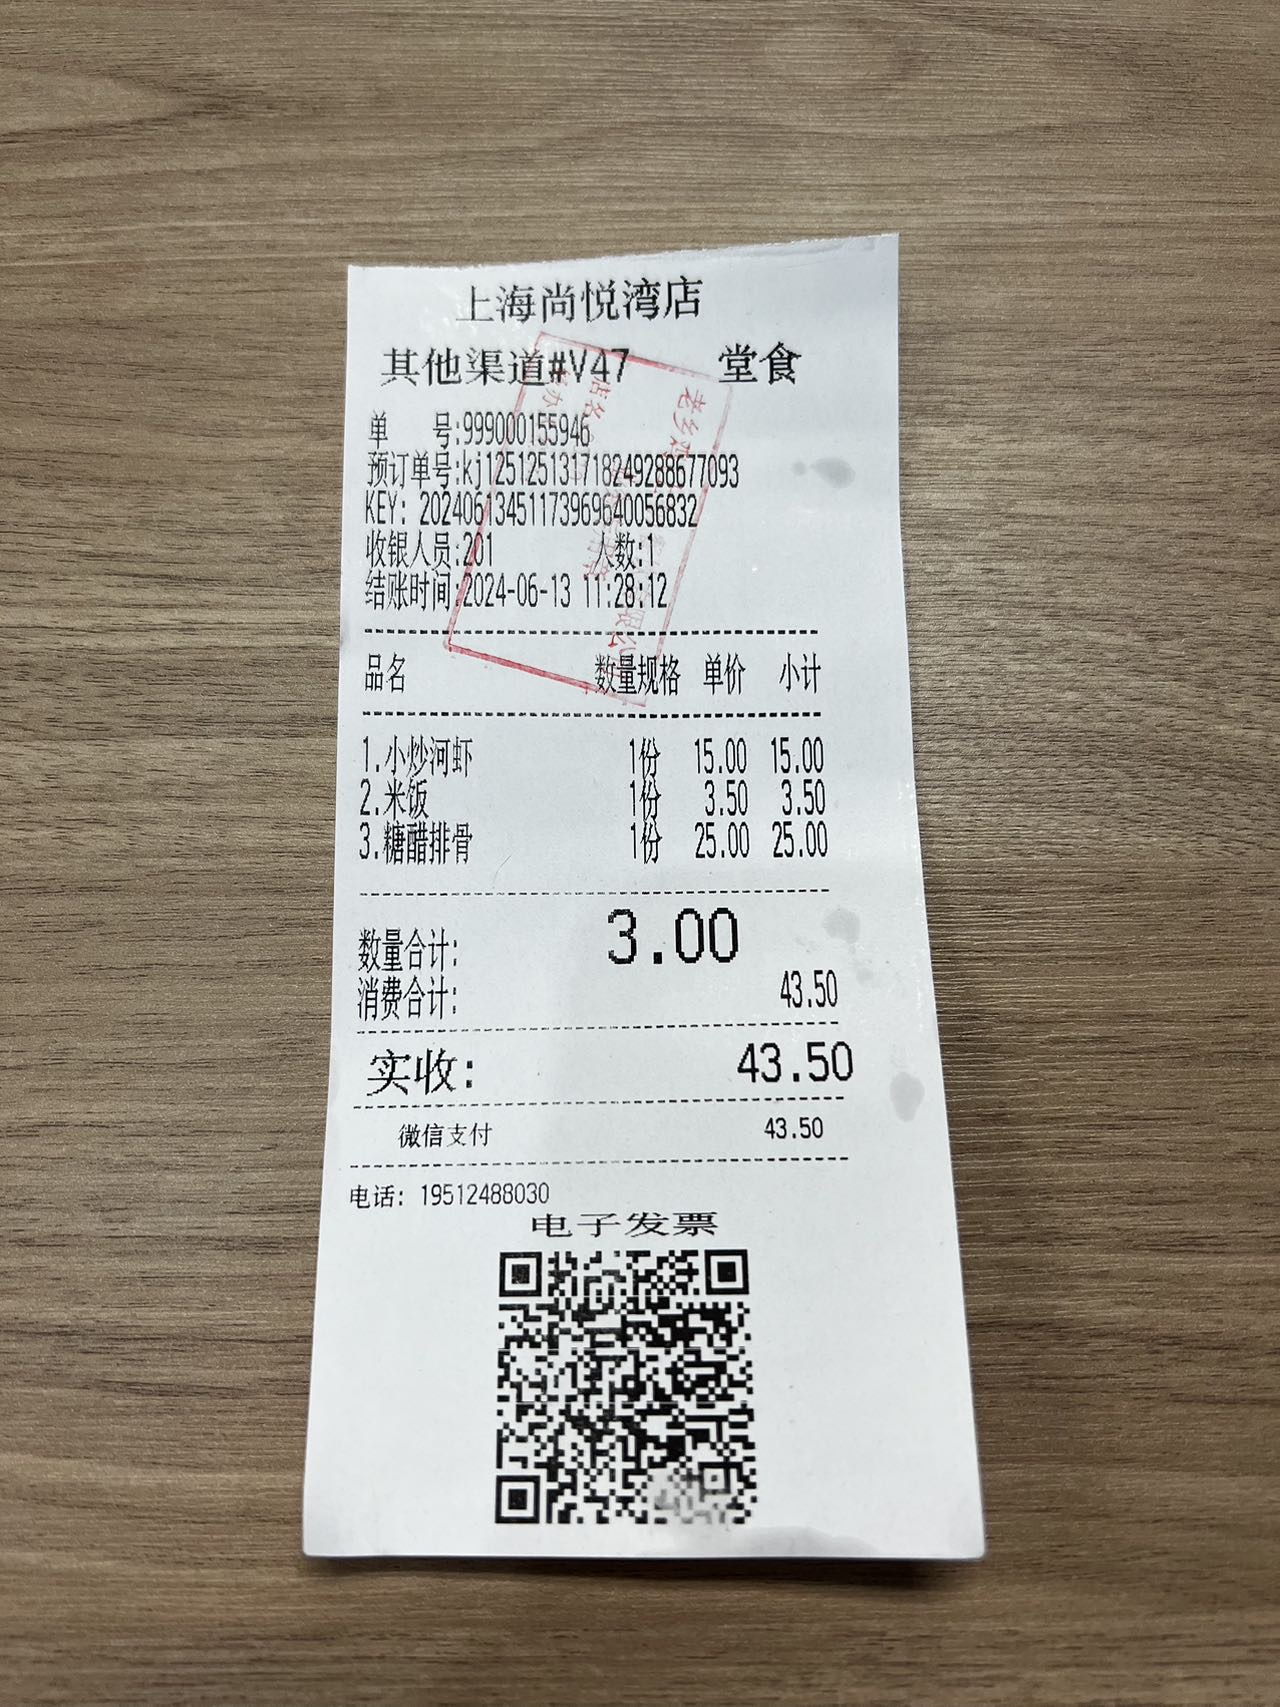 上海尚悦湾店
其他渠道#V47 堂食
单 号:999000155946
预订单号:kj125125131718249288677093
KEY: 20240613451173969640056832
收银人员:201 人数:1
结账时间:2024-06-13 11:28:12
品名 数量规格 单价 小计
1.小炒河虾 1份 15.00 15.00
2.米饭 1份 3.50 3.50
3.糖醋排骨 1份 25.00 25.00
数量合计: 3.00
消费合计: 43.50
实收: 43.50
微信支付 43.50
电话: 19512488030
电子发票